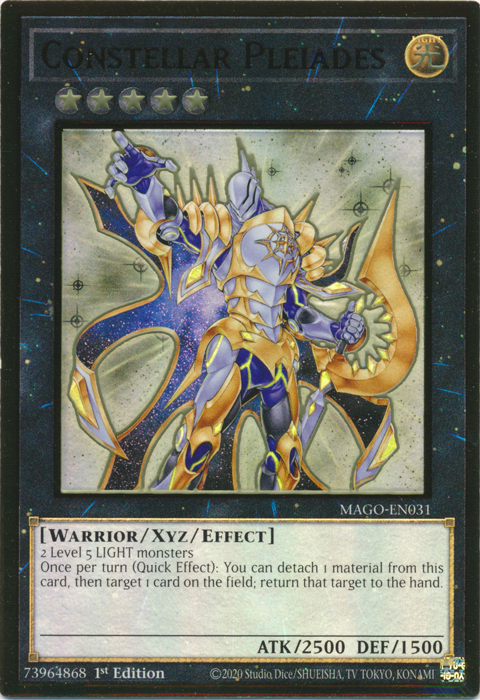 CONSTELLAR PLEIADES
LIGHT
光
MAGO-EN031
[WARRIOR/XYZ/EFFECT]
2 Level 5 LIGHT monsters
Once per turn (Quick Effect): You can detach 1 material from this
card, then target 1 card on the field; return that target to the hand.
ATK/2500 DEF/1500
73964868 1st Edition ©2020 Studio Dice/SHUEISHA, TV TOKYO, KONAMI